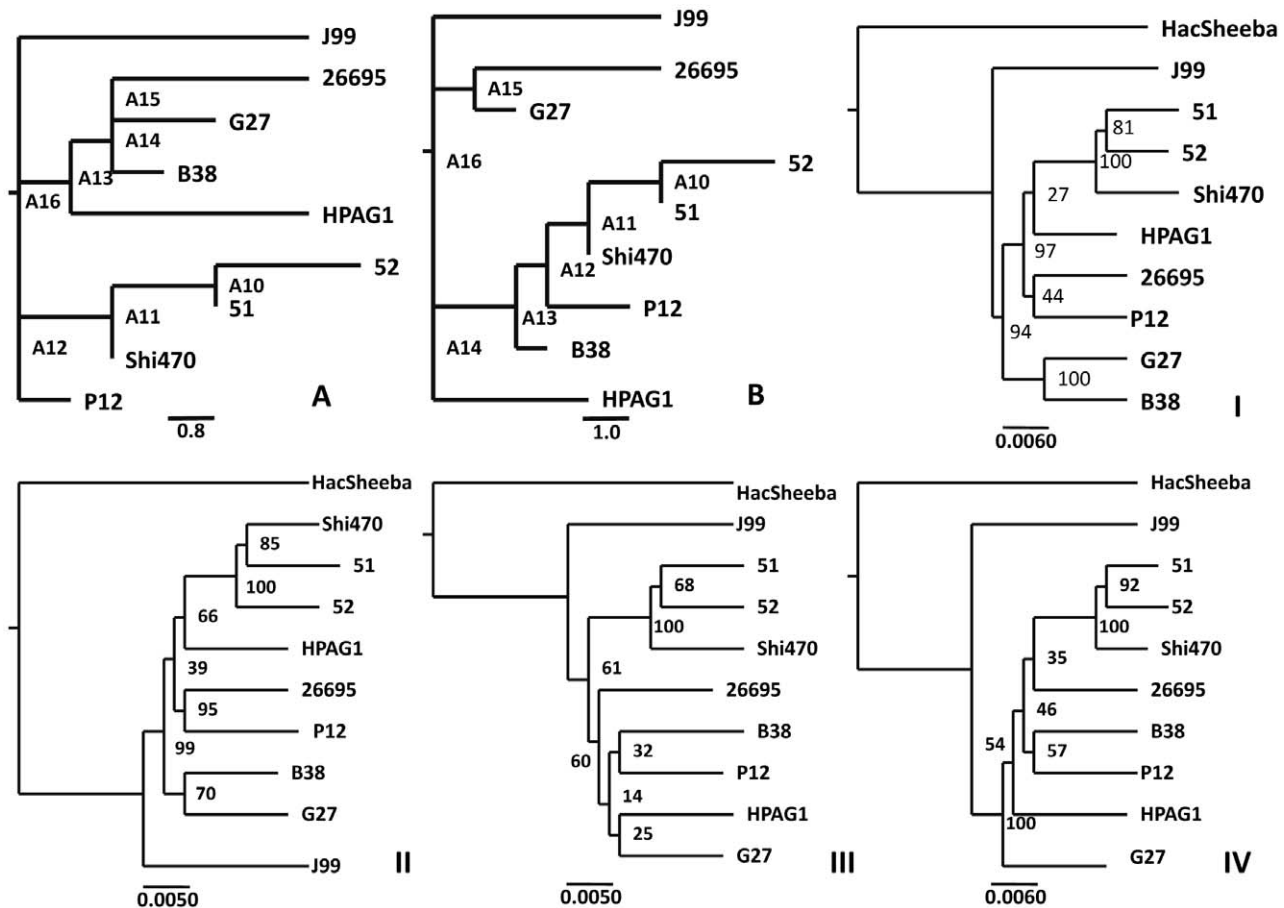 J99
26695
A15
G27
A14
A13
B38
A16
HPAG1
52
A10
51
A11
A12
Shi470
P12
A
0.8
J99
26695
A15
G27
A16
52
A10
51
A11
Shi470
A12
P12
A13
B38
A14
HPAG1
B
1.0
HacSheeba
J99
51
81
52
100
Shi470
27
HPAG1
97
26695
44
P12
94
G27
100
B38
I
0.0060
HacSheeba
Shi470
85
51
100
52
66
HPAG1
39
26695
95
P12
99
B38
70
G27
J99
II
0.0050
HacSheeba
J99
51
68
52
100
Shi470
61
26695
B38
60
32
P12
14
HPAG1
25
G27
III
0.0050
HacSheeba
J99
51
92
52
100
Shi470
35
26695
46
B38
54
57
P12
HPAG1
100
G27
IV
0.0060